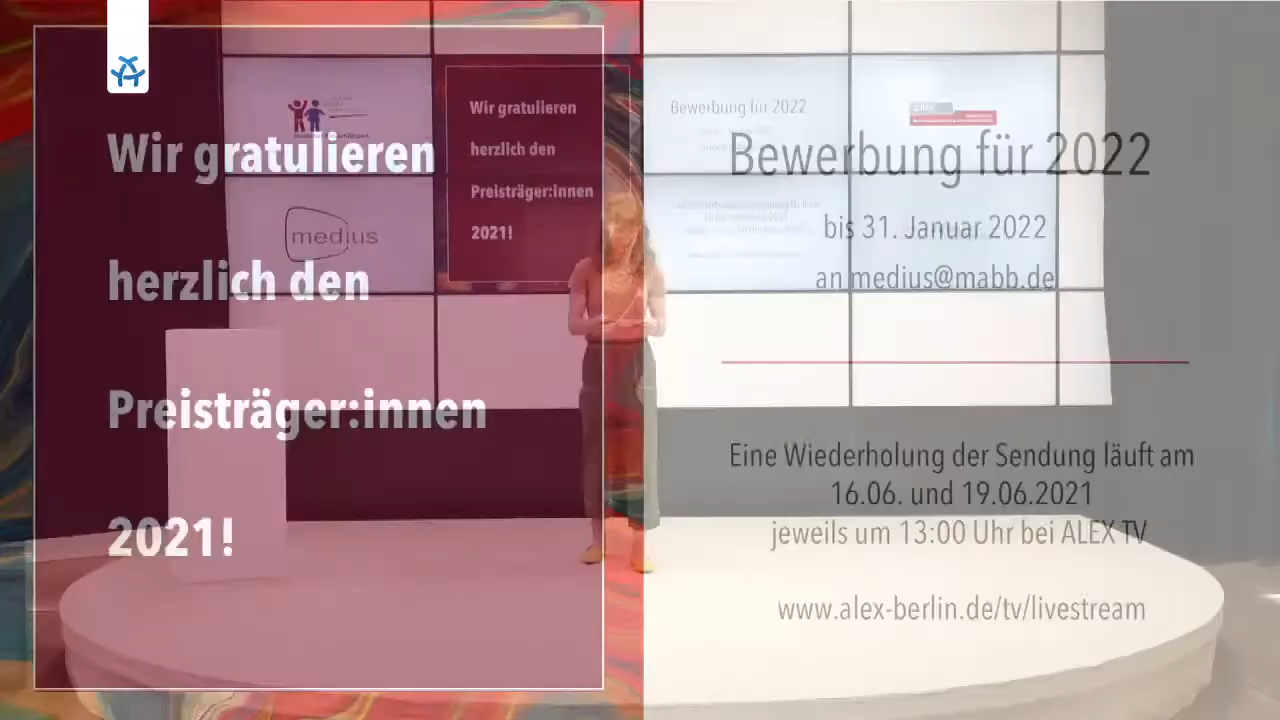 Wir gratulieren
herzlich den
Preisträger:innen
2021!
Bewerbung für 2022
bis 31. Januar 2022
an medius@mabb.de
Eine Wiederholung der Sendung läuft am
16.06. und 19.06.2021
jeweils um 13:00 Uhr bei ALEX TV
www.alex-berlin.de/tv/livestream
medius
Wir gratulieren
herzlich den
Preisträger:innen
2021!
Bewerbung für 2022